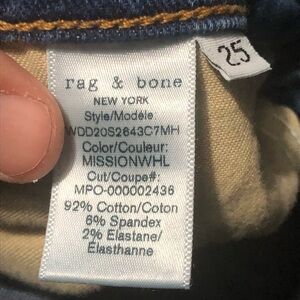 rag & bone
NEW YORK
Style/Modèle:
WDD20S2643C7MH
Color/Couleur:
MISSIONWHL
Cut/Coupe#:
MPO-000002436
92% Cotton/Coton
6% Spandex
2% Elastane/
Elasthanne
25